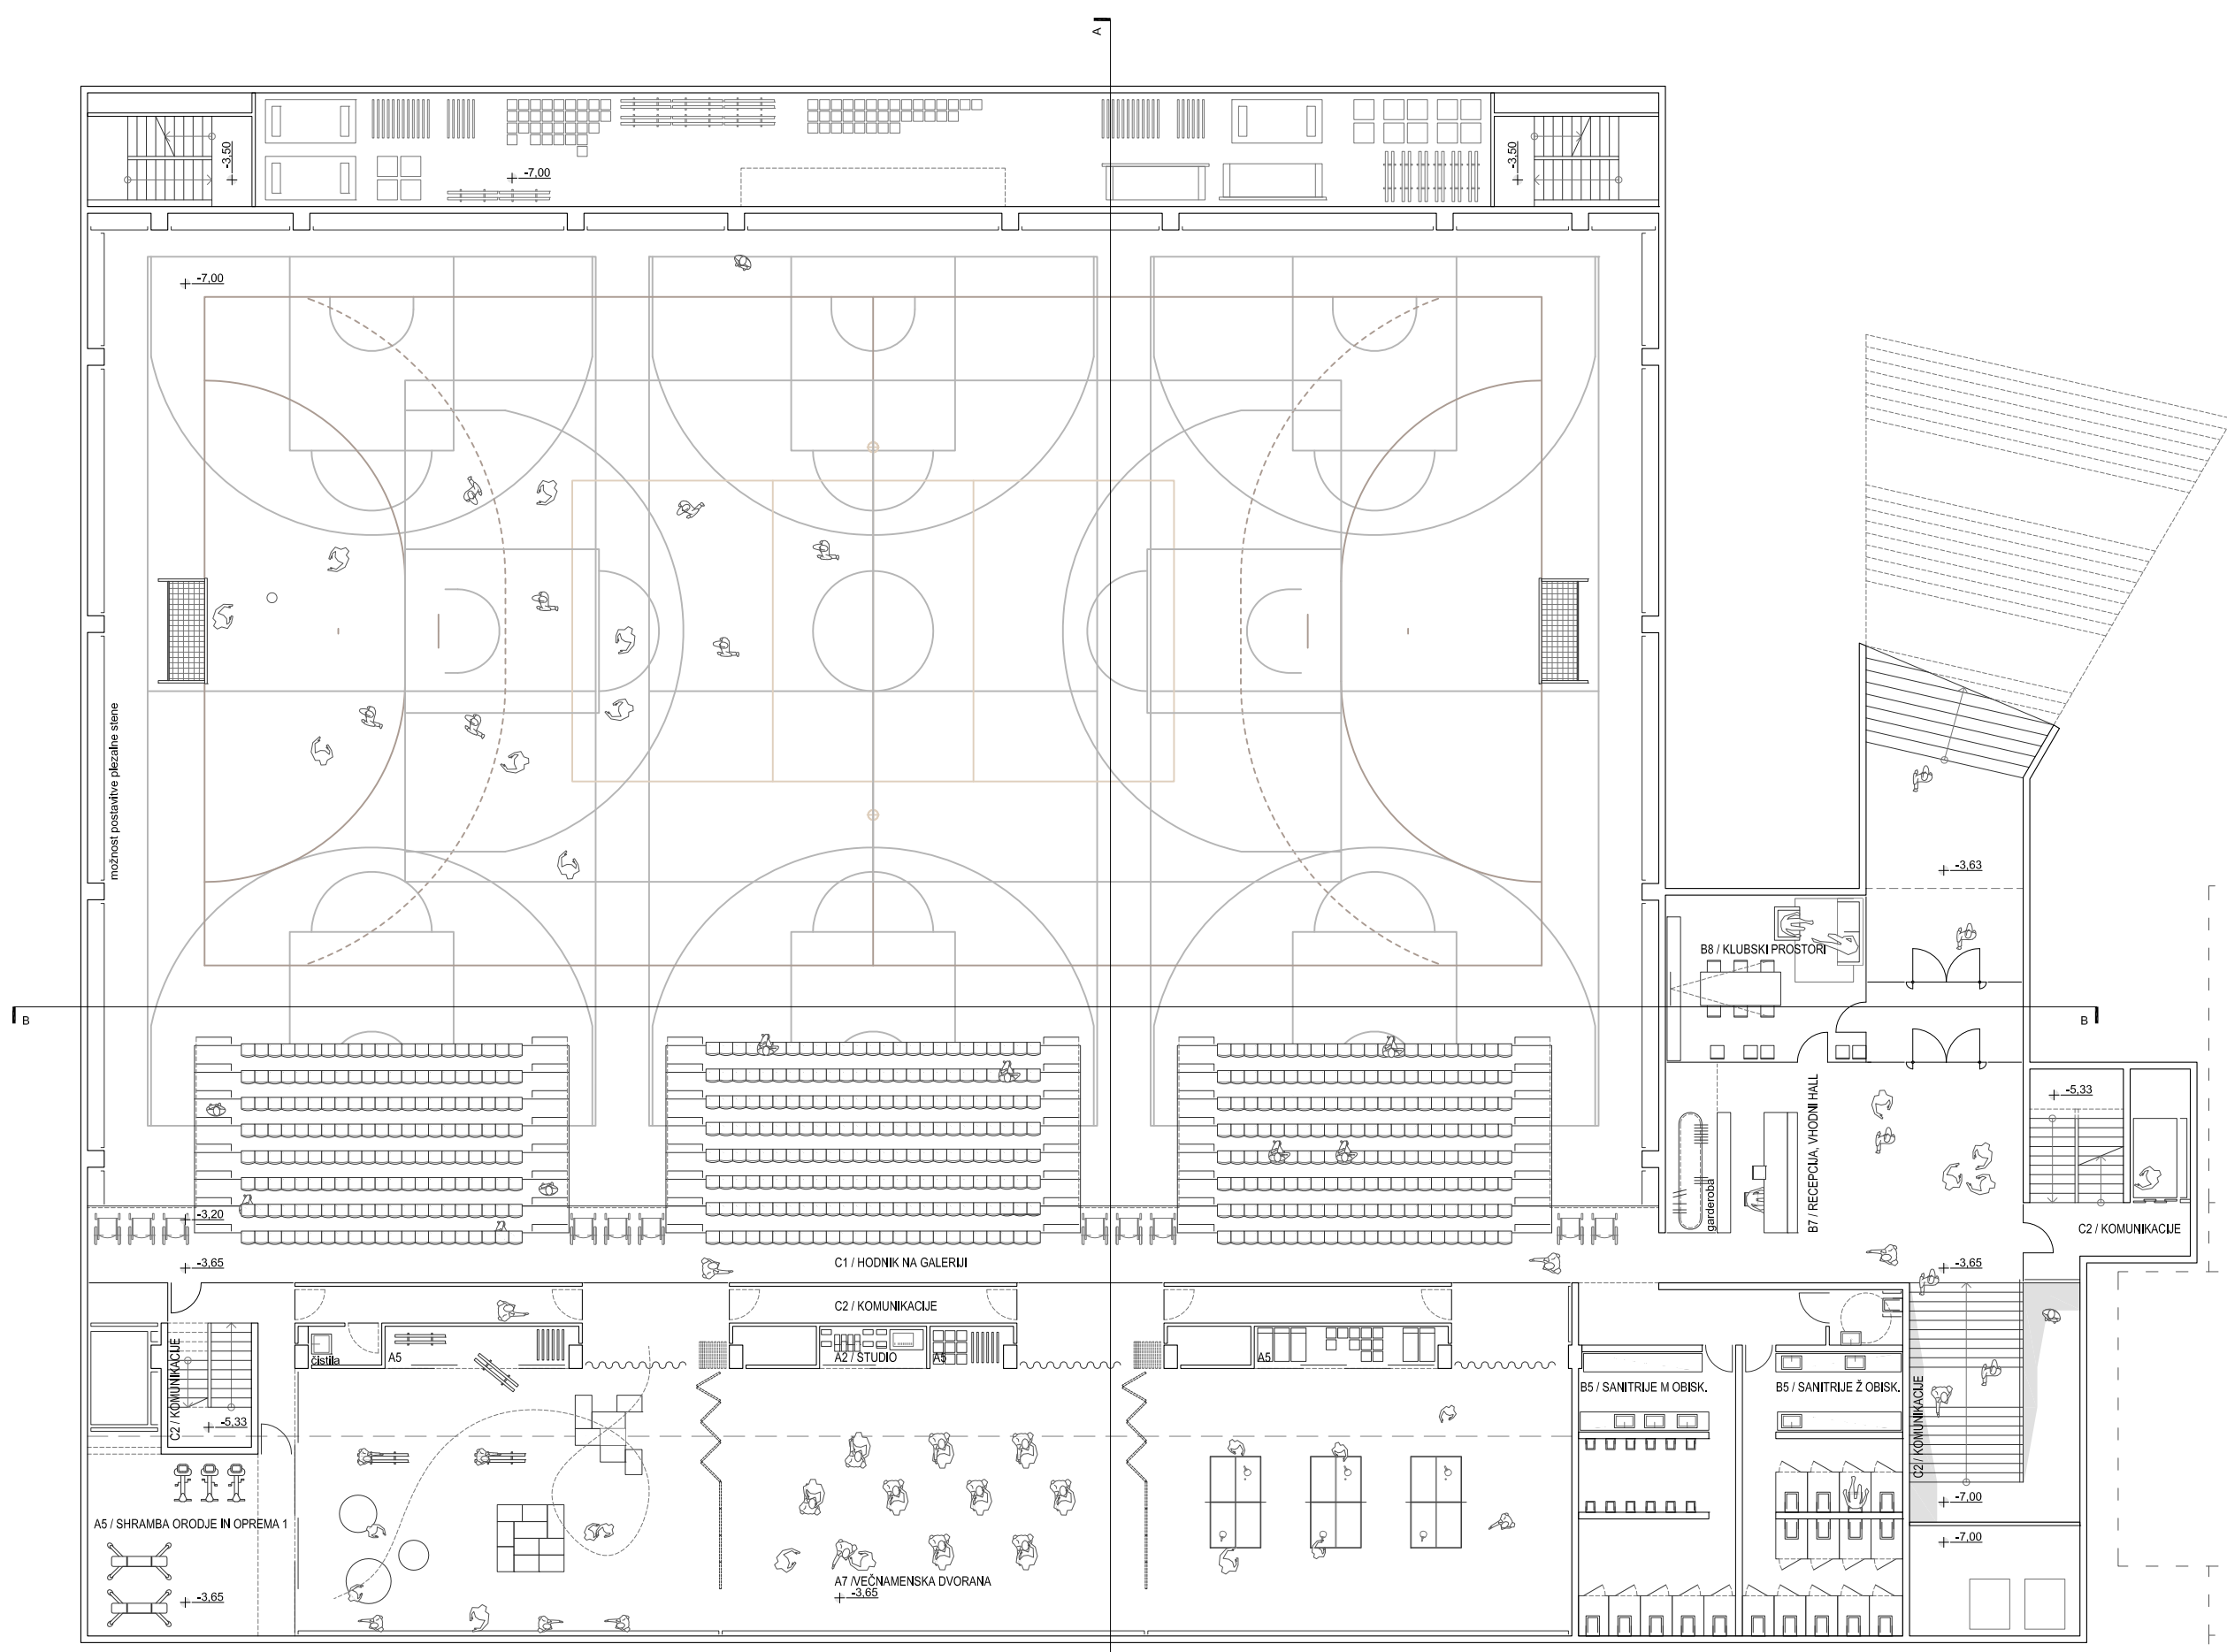 A
-3,50
-7,00
-3,50
-7,00
možnost postavitve plezalne stene
-3,63
B8 / KLUBSKI PROSTORI
B
B
-5,33
garderoba
B7 / RECEPCIJA, VHODNI HALL
C2 / KOMUNIKACIJE
-3,20
-3,65
C1 / HODNIK NA GALERIJI
-3,65
C2 / KOMUNIKACIJE
čistila
A5
A2 / STUDIO
A5
A5
C2 / KOMUNIKACIJE
-5,33
B5 / SANITRIJE M OBISK.
B5 / SANITRIJE Ž OBISK.
C2 / KOMUNIKACIJE
-7,00
A5 / SHRAMBA ORODJE IN OPREMA 1
-7,00
A7 /VEČNAMENSKA DVORANA
-3,65
-3,65